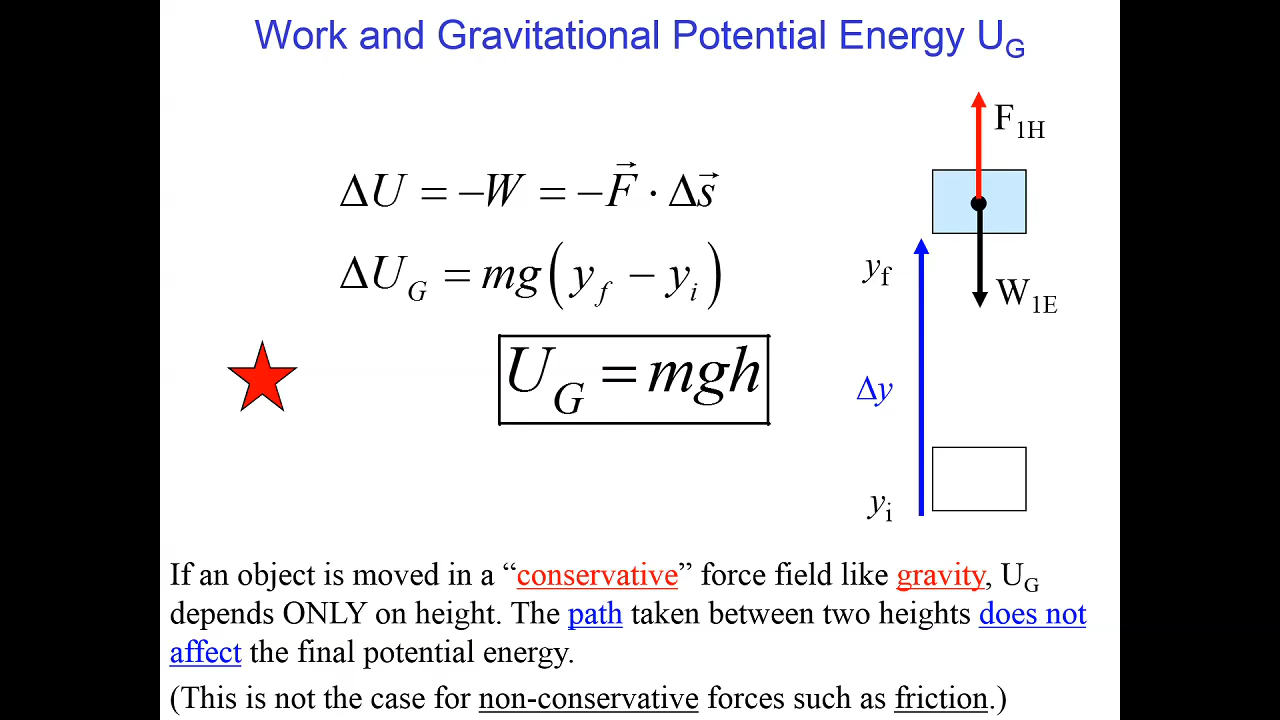 Work and Gravitational Potential Energy U_G
F_1H
ΔU = −W = −F⃗ · Δs⃗
ΔU_G = mg(y_f − y_i)
y_f
W_1E
U_G = mgh
Δy
y_i
If an object is moved in a “conservative” force field like gravity, U_G
depends ONLY on height. The path taken between two heights does not
affect the final potential energy.
(This is not the case for non-conservative forces such as friction.)